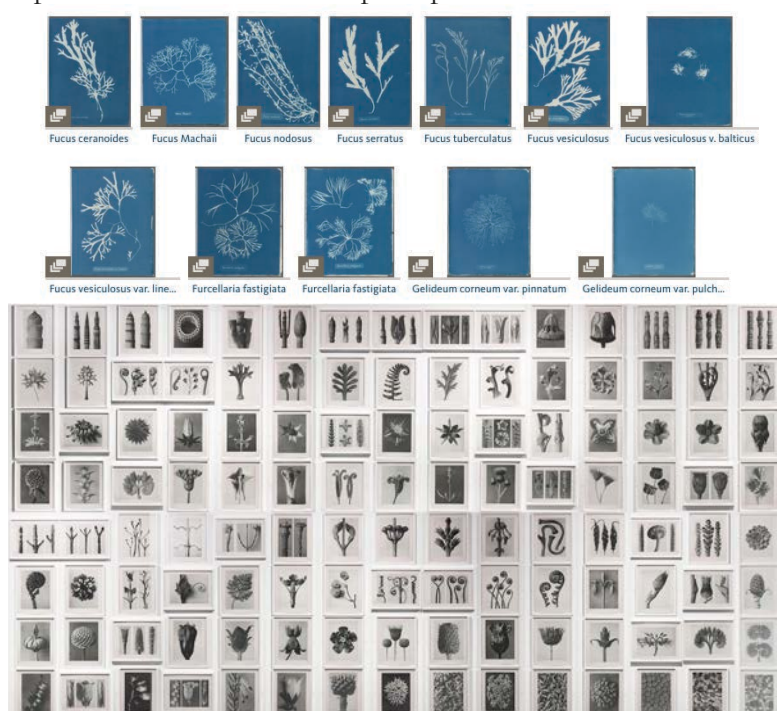 Fucus ceranoides Fucus Machaii Fucus nodosus Fucus serratus Fucus tuberculatus Fucus vesiculosus Fucus vesiculosus v. balticus
Fucus vesiculosus var. line... Furcellaria fastigiata Furcellaria fastigiata Gelideum corneum var. pinnatum Gelideum corneum var. pulch...